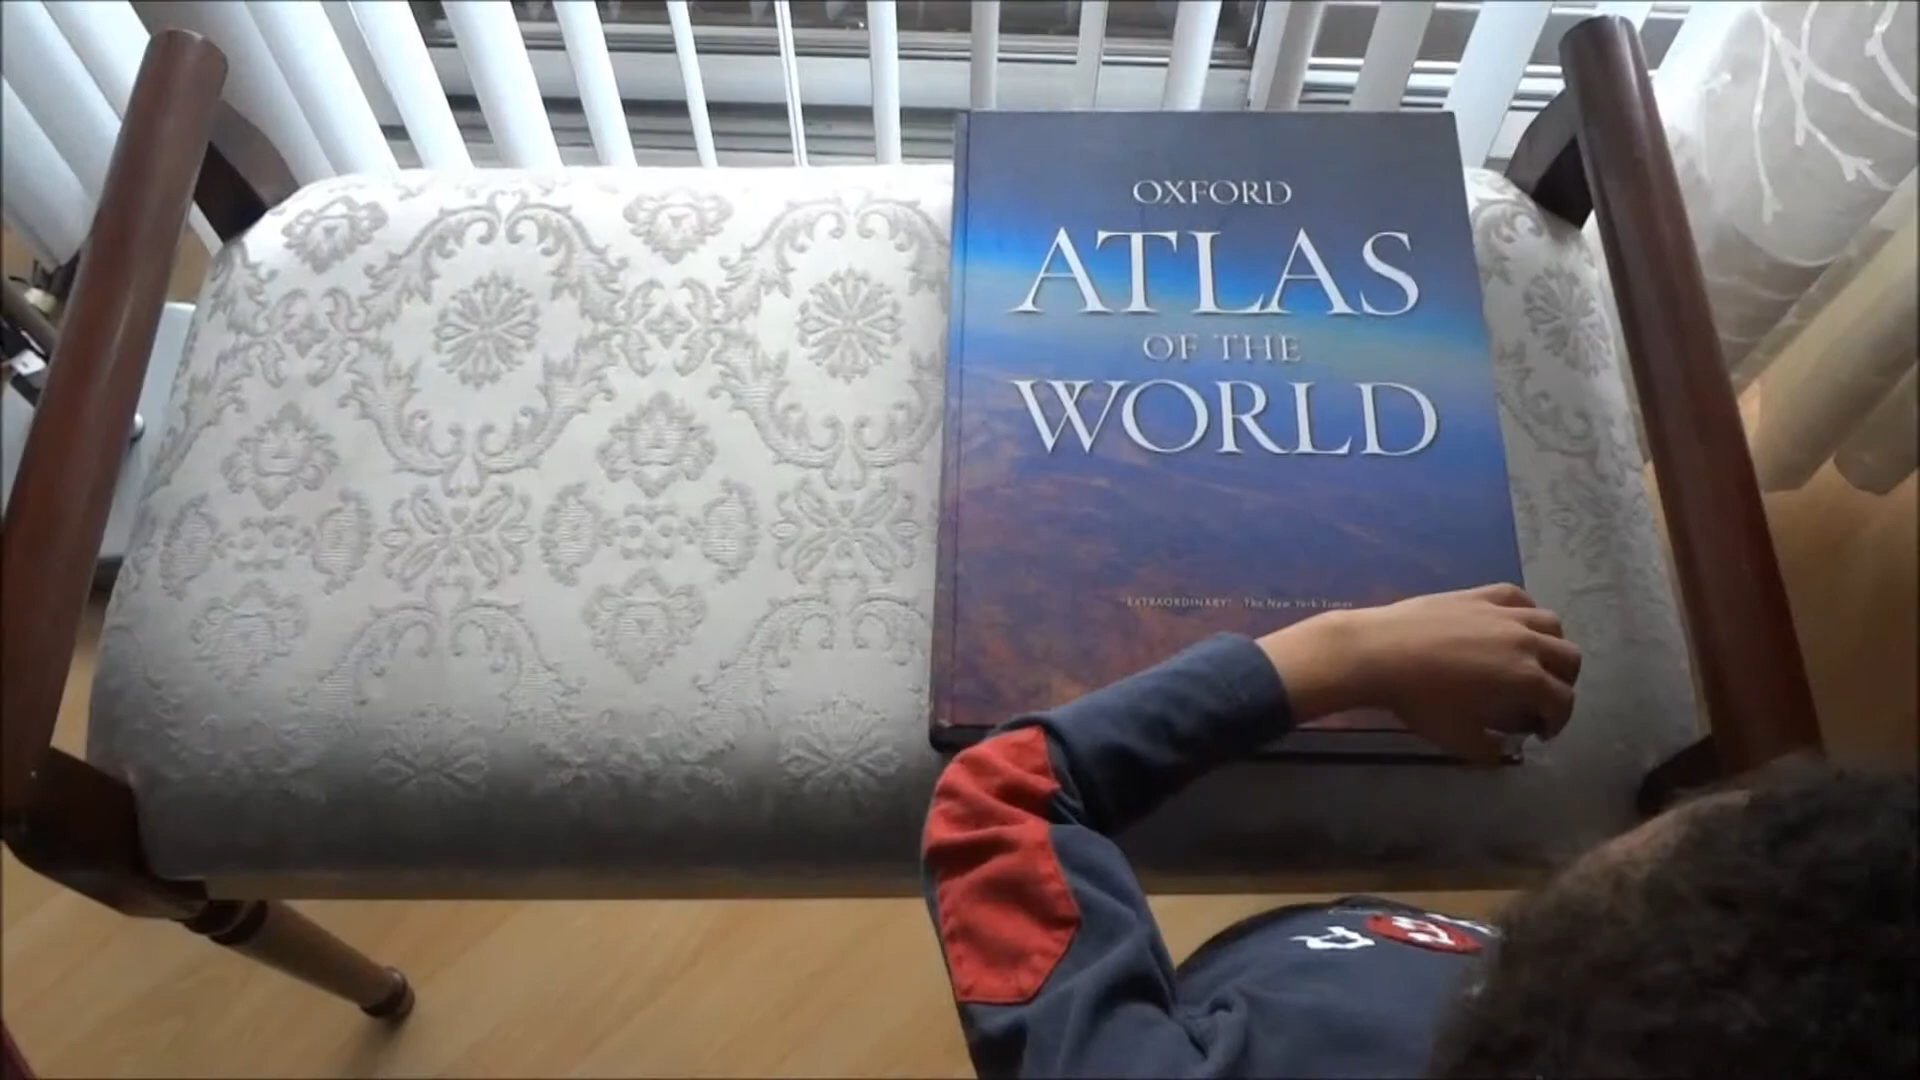 OXFORD
ATLAS
OF THE
WORLD
"EXTRAORDINARY" The New York Times